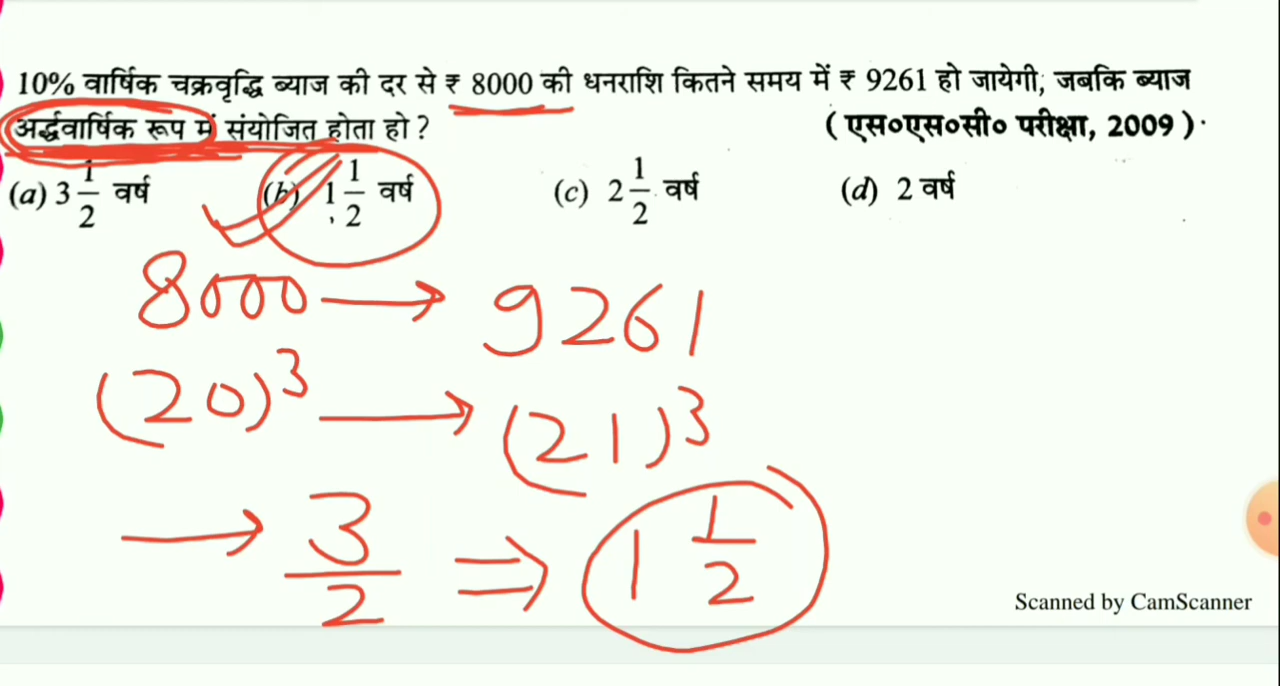 10% वार्षिक चक्रवृद्धि ब्याज की दर से ₹ 8000 की धनराशि कितने समय में ₹ 9261 हो जायेगी, जबकि ब्याज
अर्द्धवार्षिक रूप में संयोजित होता हो ? ( एस०एस०सी० परीक्षा, 2009 )
(a) 3 1/2 वर्ष (b) 1 1/2 वर्ष (c) 2 1/2 वर्ष (d) 2 वर्ष
8000 → 9261
(20)³ → (21)³
→ 3/2 ⇒ 1 1/2
Scanned by CamScanner